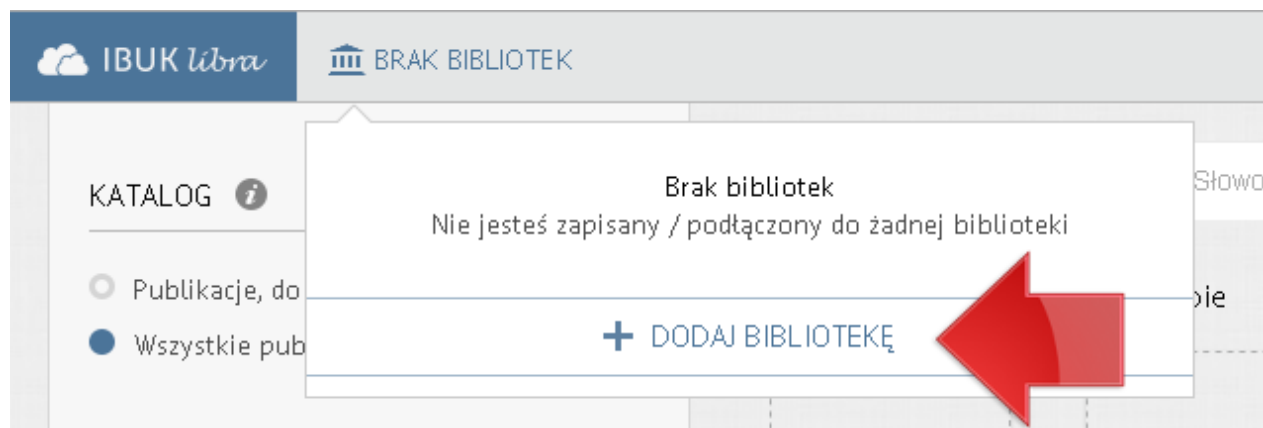 IBUK libra
BRAK BIBLIOTEK
KATALOG
Brak bibliotek
Nie jesteś zapisany / podłączony do żadnej biblioteki
Słowo
Publikacje, do
Wszystkie pub
+ DODAJ BIBLIOTEKĘ